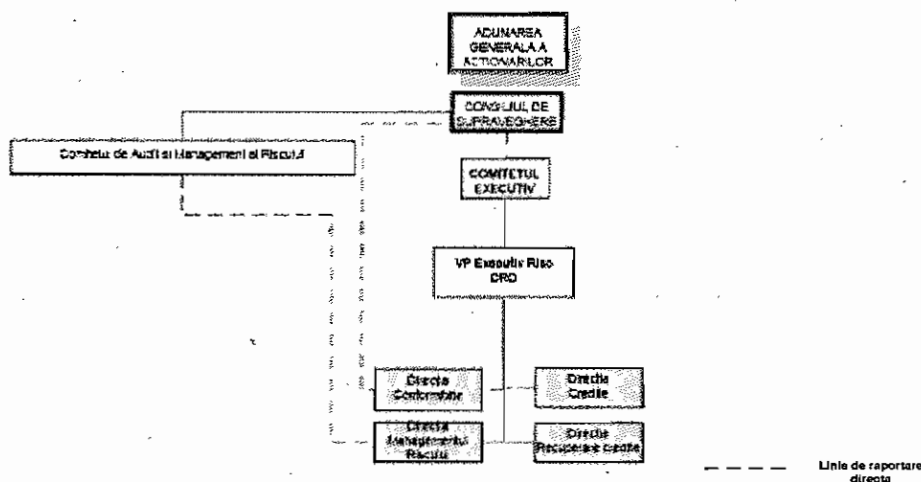 ADUNAREA
GENERALA A
ACTIONARILOR
CONSILIUL DE
SUPRAVEGHERE
Comitetul de Audit si Management al Riscului
COMITETUL
EXECUTIV
VP Executiv Risc
CRO
Directia
Conformitate
Directia
Credite
Directia
Managementul
Riscului
Directia
Recuperare credite
Linie de raportare
directa